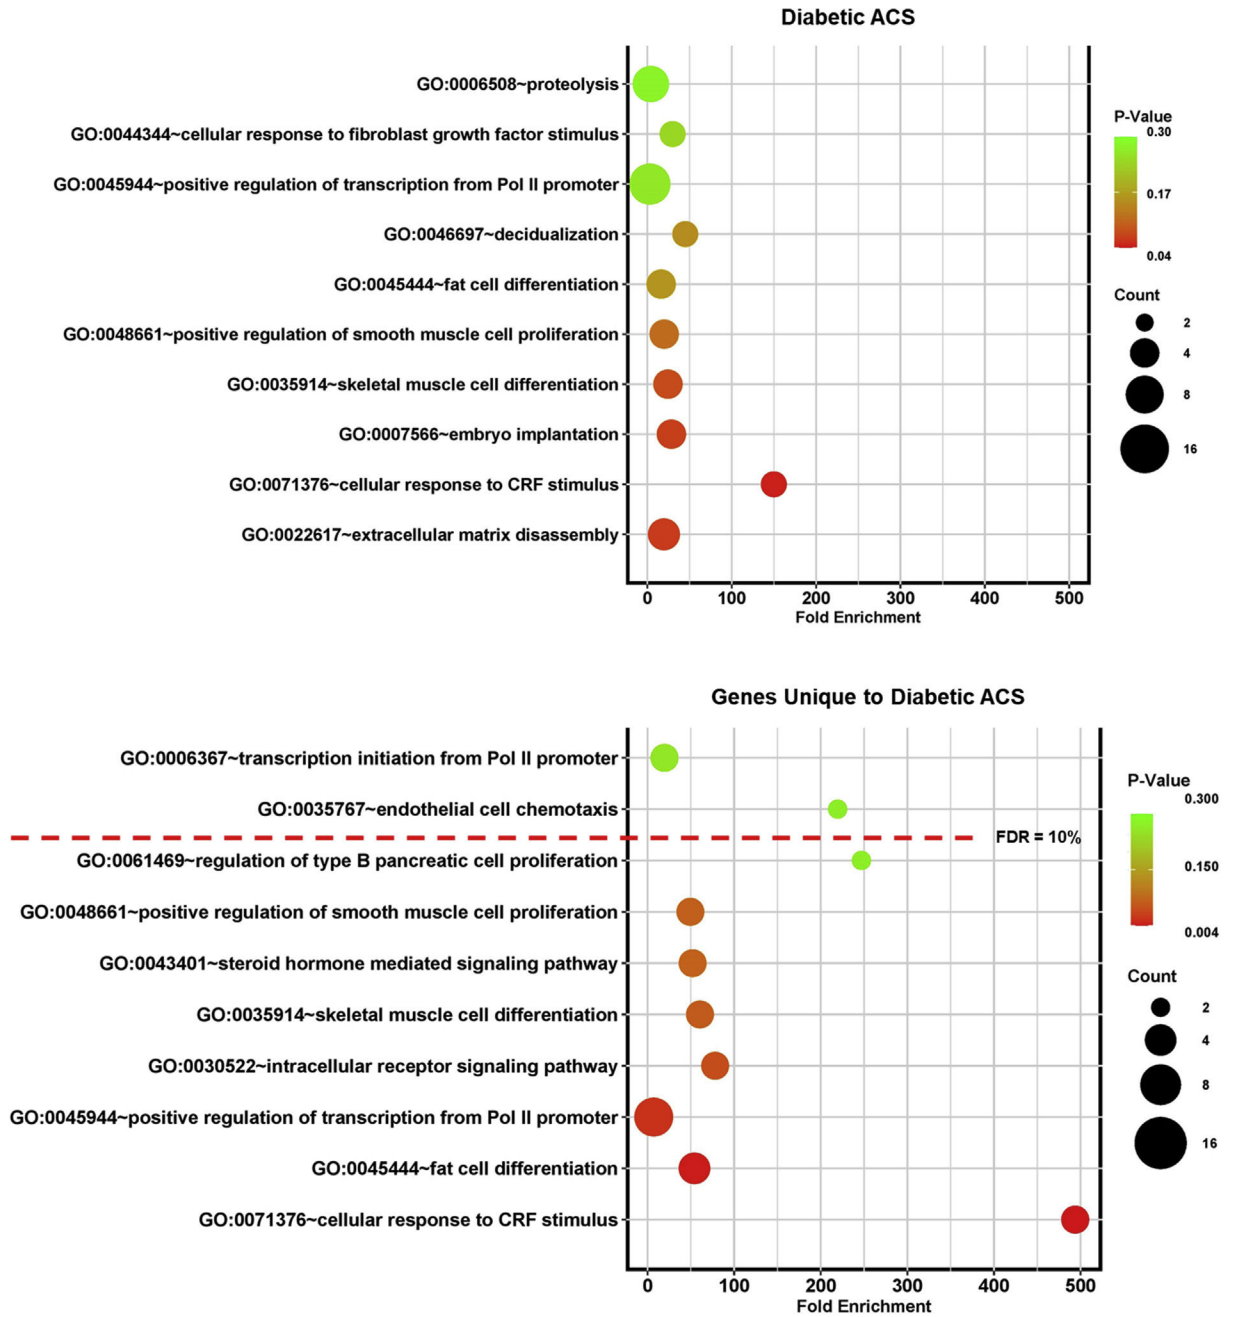 Diabetic ACS
GO:0006508~proteolysis
GO:0044344~cellular response to fibroblast growth factor stimulus
GO:0045944~positive regulation of transcription from Pol II promoter
GO:0046697~decidualization
GO:0045444~fat cell differentiation
GO:0048661~positive regulation of smooth muscle cell proliferation
GO:0035914~skeletal muscle cell differentiation
GO:0007566~embryo implantation
GO:0071376~cellular response to CRF stimulus
GO:0022617~extracellular matrix disassembly
0 100 200 300 400 500
Fold Enrichment
P-Value
0.30
0.17
0.04
Count
2
4
8
16
Genes Unique to Diabetic ACS
GO:0006367~transcription initiation from Pol II promoter
GO:0035767~endothelial cell chemotaxis
FDR = 10%
GO:0061469~regulation of type B pancreatic cell proliferation
GO:0048661~positive regulation of smooth muscle cell proliferation
GO:0043401~steroid hormone mediated signaling pathway
GO:0035914~skeletal muscle cell differentiation
GO:0030522~intracellular receptor signaling pathway
GO:0045944~positive regulation of transcription from Pol II promoter
GO:0045444~fat cell differentiation
GO:0071376~cellular response to CRF stimulus
0 100 200 300 400 500
Fold Enrichment
P-Value
0.300
0.150
0.004
Count
2
4
8
16